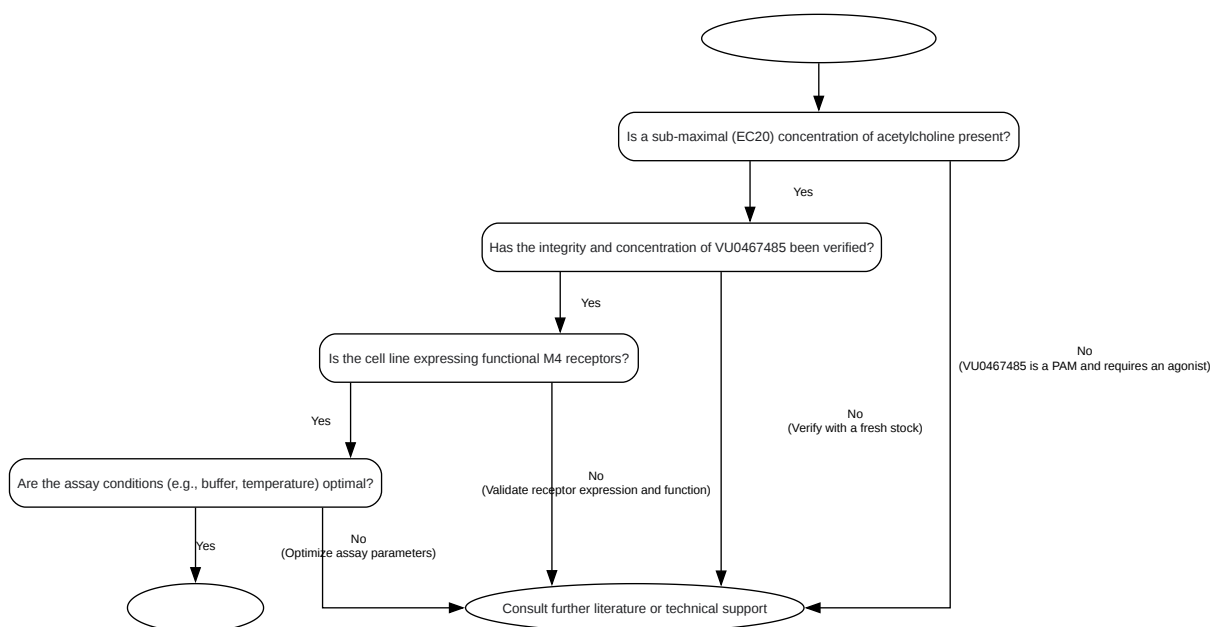 Is a sub-maximal (EC20) concentration of acetylcholine present?
Yes
Has the integrity and concentration of VU0467485 been verified?
Yes
Is the cell line expressing functional M4 receptors?
No
(VU0467485 is a PAM and requires an agonist)
No
(Verify with a fresh stock)
Yes
Are the assay conditions (e.g., buffer, temperature) optimal?
No
(Validate receptor expression and function)
Yes
No
(Optimize assay parameters)
Consult further literature or technical support